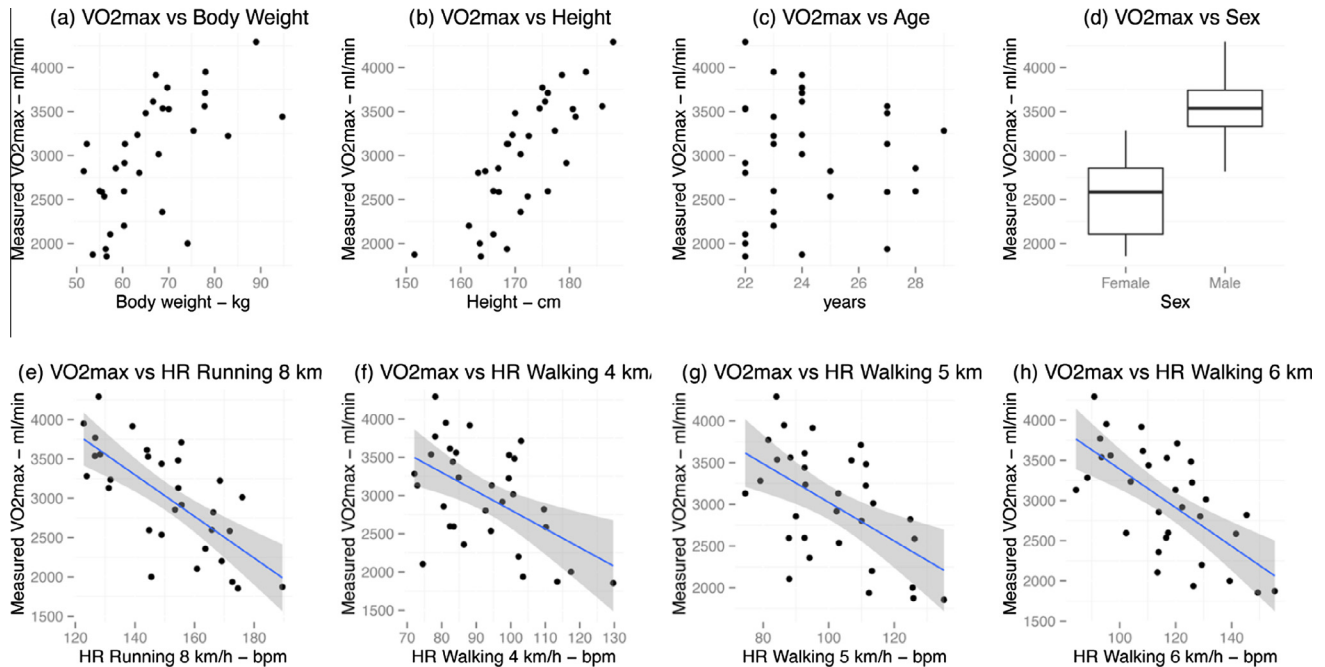 (a) VO2max vs Body Weight
Measured VO2max – ml/min
4000
3500
3000
2500
2000
50 60 70 80 90
Body weight – kg
(b) VO2max vs Height
Measured VO2max – ml/min
4000
3500
3000
2500
2000
150 160 170 180
Height – cm
(c) VO2max vs Age
Measured VO2max – ml/min
4000
3500
3000
2500
2000
22 24 26 28
years
(d) VO2max vs Sex
Measured VO2max – ml/min
4000
3500
3000
2500
2000
Female Male
Sex
(e) VO2max vs HR Running 8 km
Measured VO2max – ml/min
4000
3500
3000
2500
2000
1500
120 140 160 180
HR Running 8 km/h – bpm
(f) VO2max vs HR Walking 4 km/
Measured VO2max – ml/min
4000
3500
3000
2500
2000
1500
70 80 90 100 110 120 130
HR Walking 4 km/h – bpm
(g) VO2max vs HR Walking 5 km
Measured VO2max – ml/min
4000
3500
3000
2500
2000
80 100 120
HR Walking 5 km/h – bpm
(h) VO2max vs HR Walking 6 km
Measured VO2max – ml/min
4000
3500
3000
2500
2000
1500
100 120 140
HR Walking 6 km/h – bpm